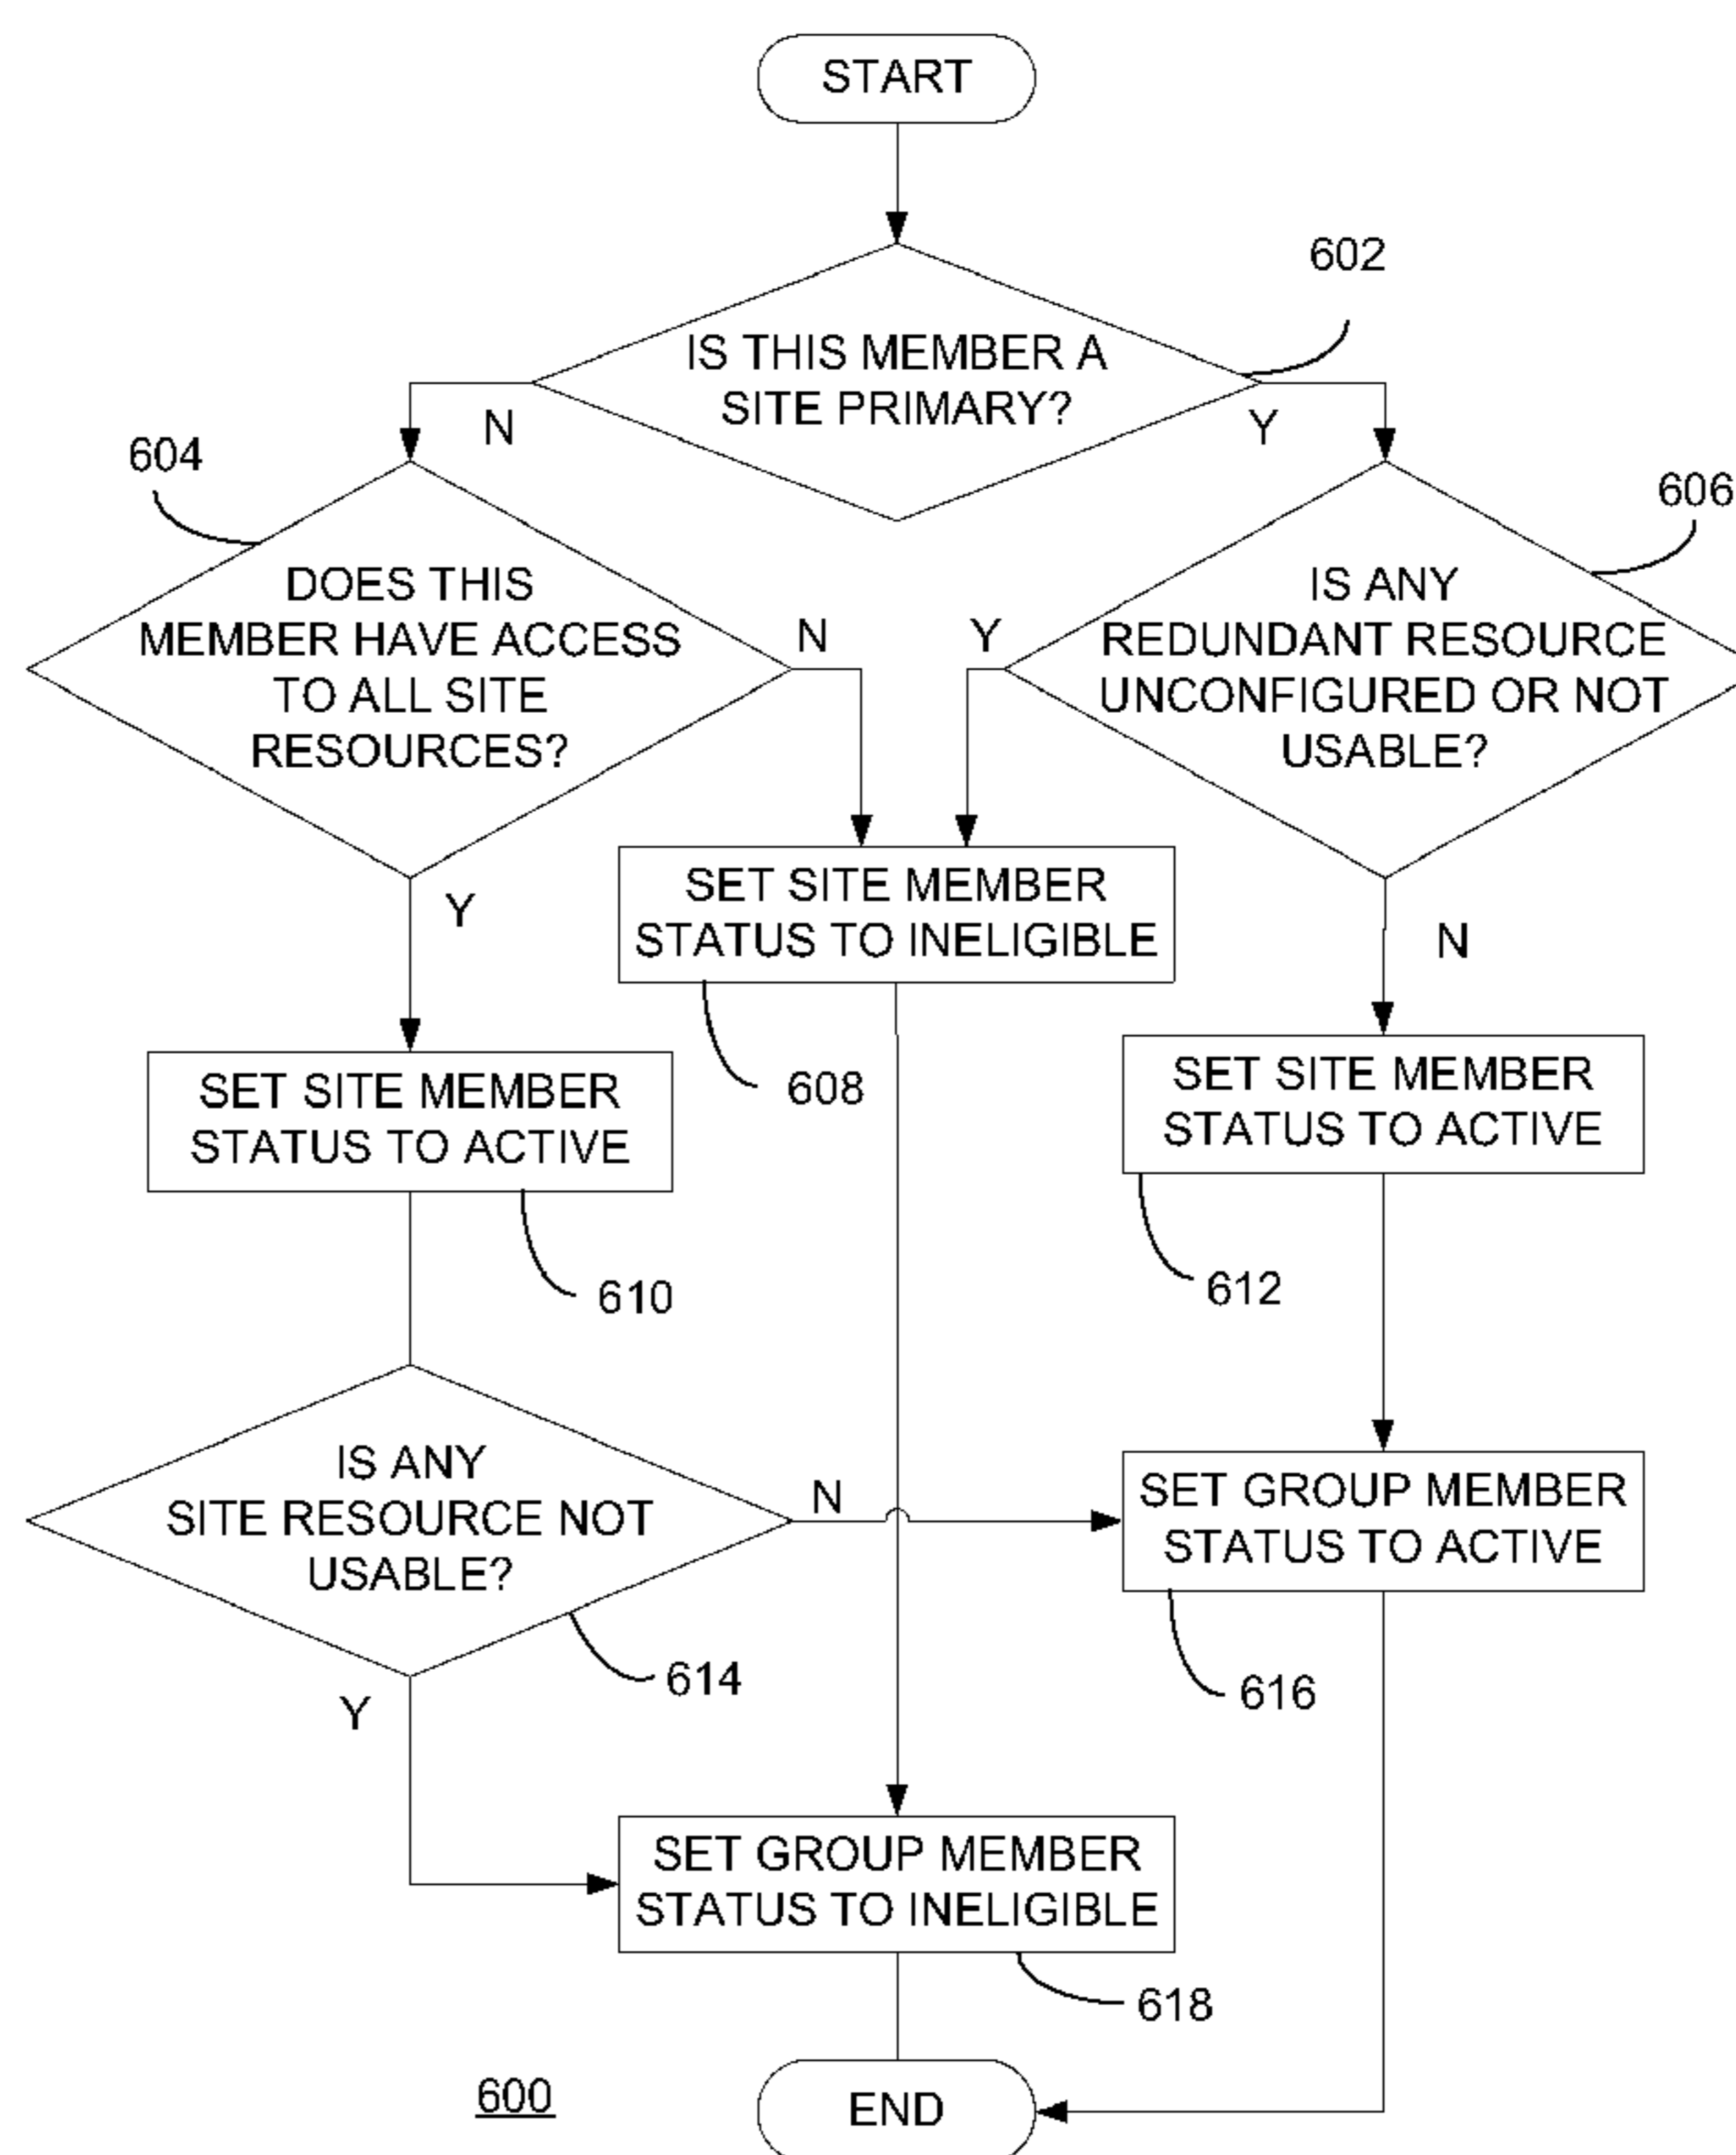 START
602
IS THIS MEMBER A
SITE PRIMARY?
N
Y
604
606
DOES THIS
MEMBER HAVE ACCESS
TO ALL SITE
RESOURCES?
N
Y
IS ANY
REDUNDANT RESOURCE
UNCONFIGURED OR NOT
USABLE?
Y
SET SITE MEMBER
STATUS TO INELIGIBLE
N
608
SET SITE MEMBER
STATUS TO ACTIVE
SET SITE MEMBER
STATUS TO ACTIVE
610
612
IS ANY
SITE RESOURCE NOT
USABLE?
N
SET GROUP MEMBER
STATUS TO ACTIVE
614
616
Y
SET GROUP MEMBER
STATUS TO INELIGIBLE
618
600
END